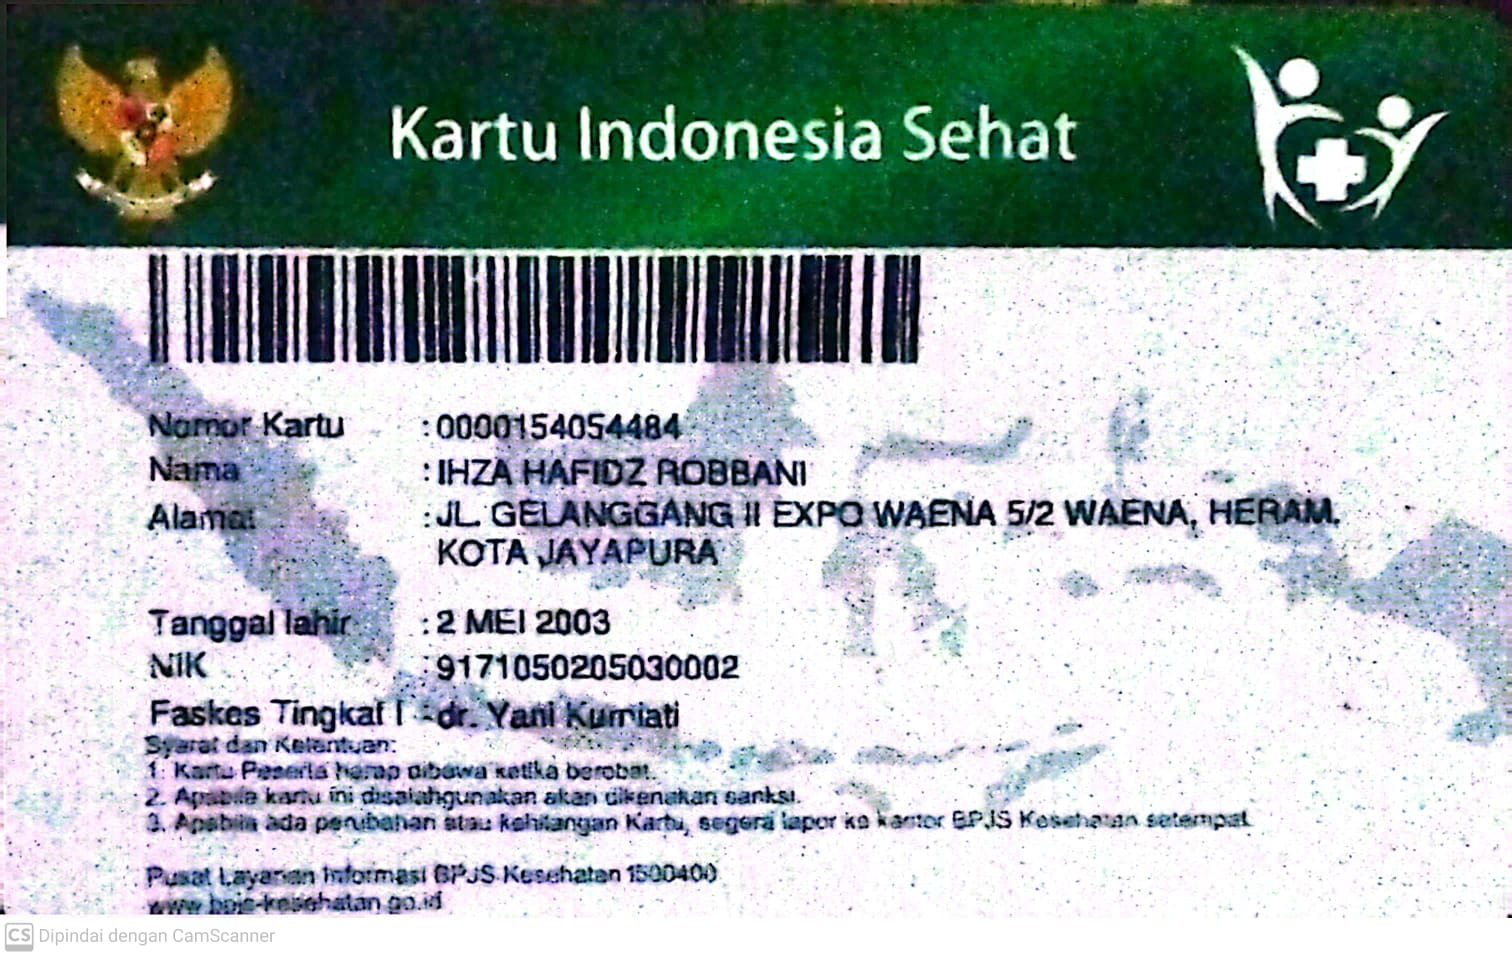 Kartu Indonesia Sehat
Nomor Kartu : 0000154054484
Nama : IHZA HAFIDZ ROBBANI
Alamat : JL. GELANGGANG II EXPO WAENA 5/2 WAENA, HERAM,
KOTA JAYAPURA
Tanggal lahir : 2 MEI 2003
NIK : 9171050205030002
Faskes Tingkat I : dr. Yani Kurniati
Syarat dan Ketentuan:
1. Kartu Peserta harap dibawa ketika berobat.
2. Apabila kartu ini disalahgunakan akan dikenakan sanksi.
3. Apabila ada perubahan atau kehilangan Kartu, segera lapor ke kantor BPJS Kesehatan setempat
Pusat Layanan Informasi BPJS Kesehatan 1500400
www.bpjs-kesehatan.go.id
CS Dipindai dengan CamScanner